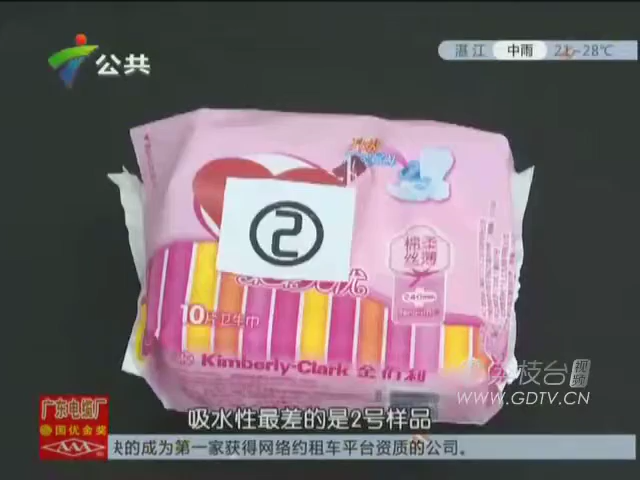 公共
湛江 中雨 21-28℃
②
棉柔
丝薄
240mm
10片卫生巾
Kimberly-Clark 金佰利
荔枝台
视频
WWW.GDTV.CN
吸水性最差的是2号样品
广东电缆厂
国优金奖
的成为第一家获得网络约租车平台资质的公司。